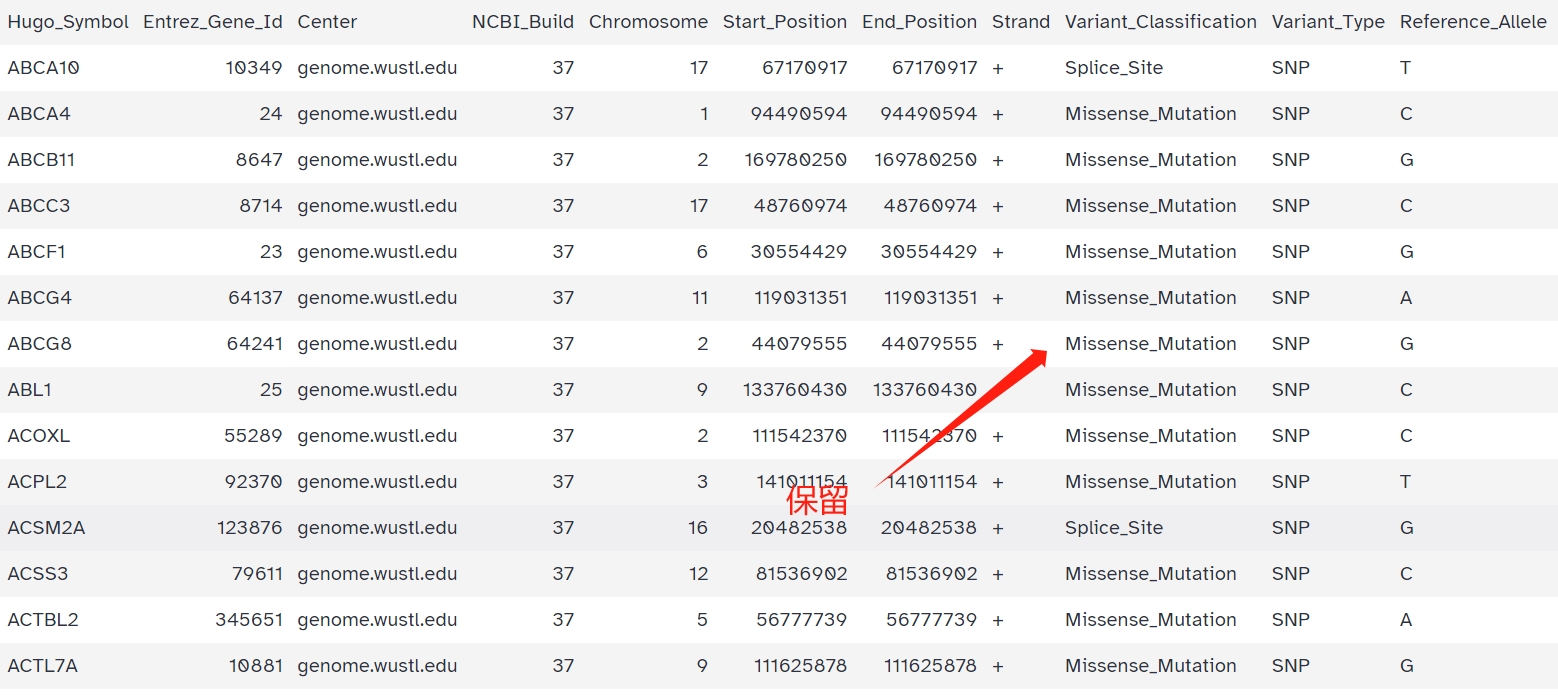 Hugo_Symbol Entrez_Gene_Id Center NCBI_Build Chromosome Start_Position End_Position Strand Variant_Classification Variant_Type Reference_Allele
ABCA10 10349 genome.wustl.edu 37 17 67170917 67170917 + Splice_Site SNP T
ABCA4 24 genome.wustl.edu 37 1 94490594 94490594 + Missense_Mutation SNP C
ABCB11 8647 genome.wustl.edu 37 2 169780250 169780250 + Missense_Mutation SNP G
ABCC3 8714 genome.wustl.edu 37 17 48760974 48760974 + Missense_Mutation SNP C
ABCF1 23 genome.wustl.edu 37 6 30554429 30554429 + Missense_Mutation SNP G
ABCG4 64137 genome.wustl.edu 37 11 119031351 119031351 + Missense_Mutation SNP A
ABCG8 64241 genome.wustl.edu 37 2 44079555 44079555 + Missense_Mutation SNP G
ABL1 25 genome.wustl.edu 37 9 133760430 133760430 Missense_Mutation SNP C
ACOXL 55289 genome.wustl.edu 37 2 111542370 111542370 + Missense_Mutation SNP C
ACPL2 92370 genome.wustl.edu 37 3 141011154 141011154 + Missense_Mutation SNP T
保留
ACSM2A 123876 genome.wustl.edu 37 16 20482538 20482538 + Splice_Site SNP G
ACSS3 79611 genome.wustl.edu 37 12 81536902 81536902 + Missense_Mutation SNP C
ACTBL2 345651 genome.wustl.edu 37 5 56777739 56777739 + Missense_Mutation SNP A
ACTL7A 10881 genome.wustl.edu 37 9 111625878 111625878 + Missense_Mutation SNP G